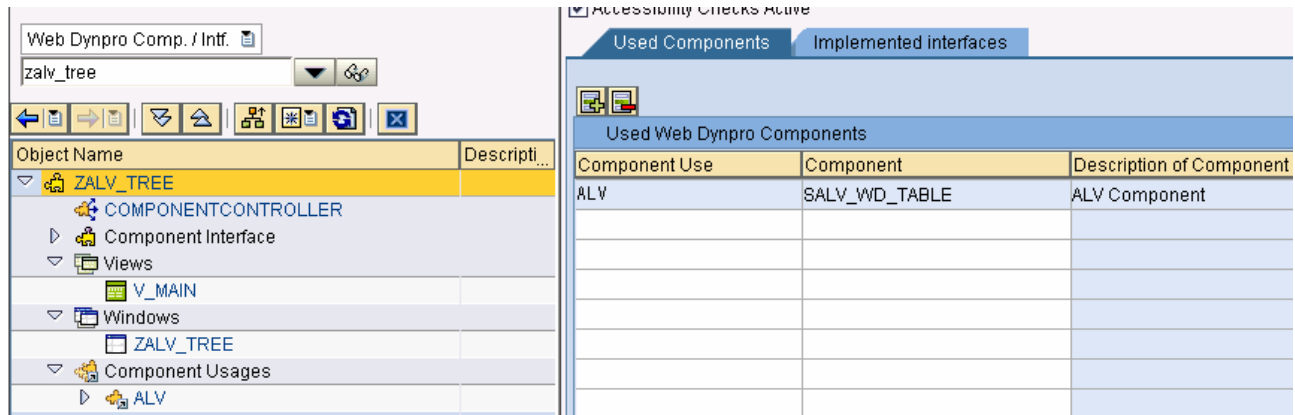 Accessibility Checks Active
Web Dynpro Comp. / Intf.
zalv_tree
Object Name Descripti...
ZALV_TREE
COMPONENTCONTROLLER
Component Interface
Views
V_MAIN
Windows
ZALV_TREE
Component Usages
ALV
Used Components Implemented interfaces
Used Web Dynpro Components
Component Use Component Description of Component
ALV SALV_WD_TABLE ALV Component